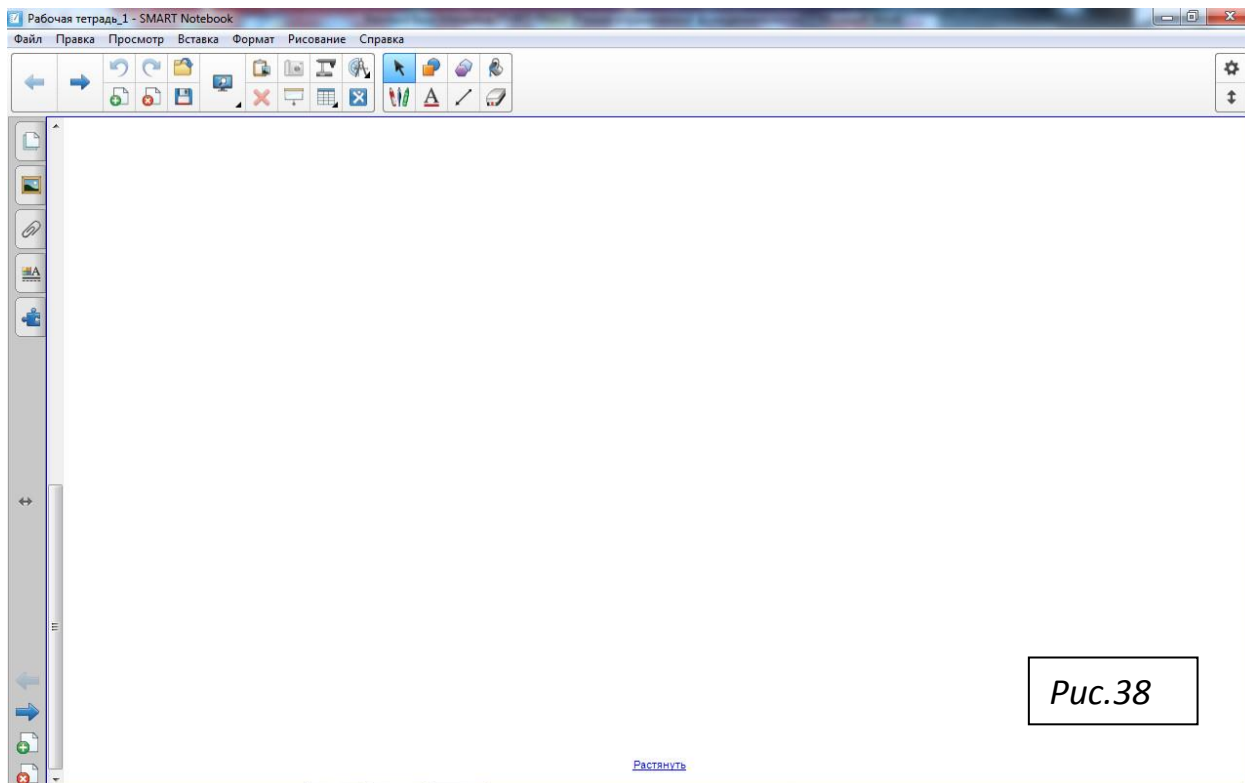 Рабочая тетрадь_1 - SMART Notebook
Файл Правка Просмотр Вставка Формат Рисование Справка
Рис.38
Растянуть